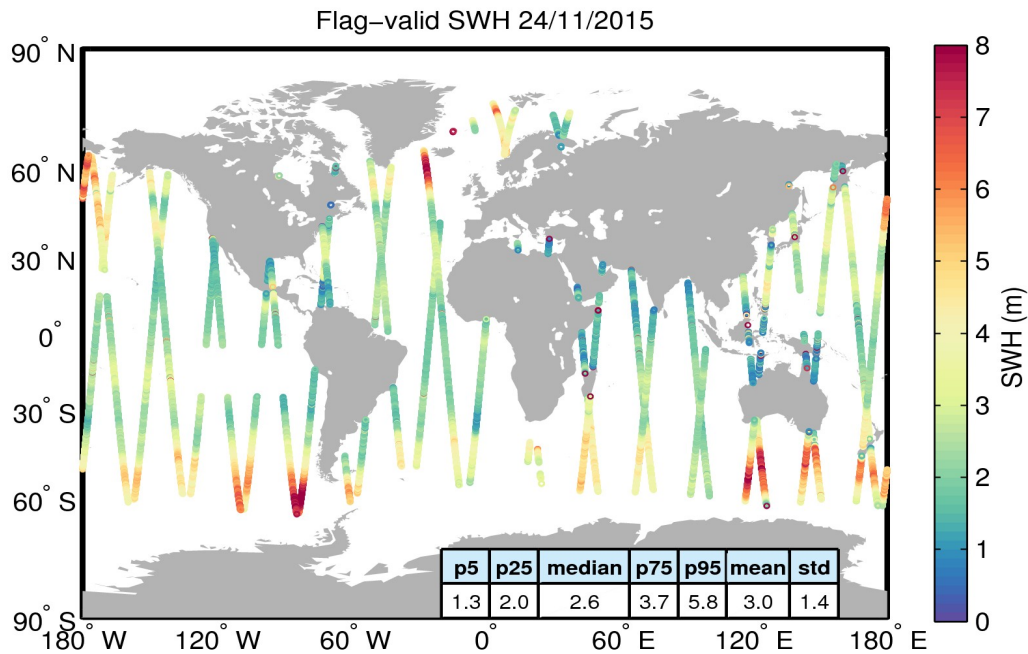 Flag−valid SWH 24/11/2015
90° N
60° N
30° N
0°
30° S
60° S
90° S
180° W
120° W
60° W
0°
60° E
120° E
180° E
p5 p25 median p75 p95 mean std
1.3 2.0 2.6 3.7 5.8 3.0 1.4
8
7
6
5
4
3
2
1
0
SWH (m)